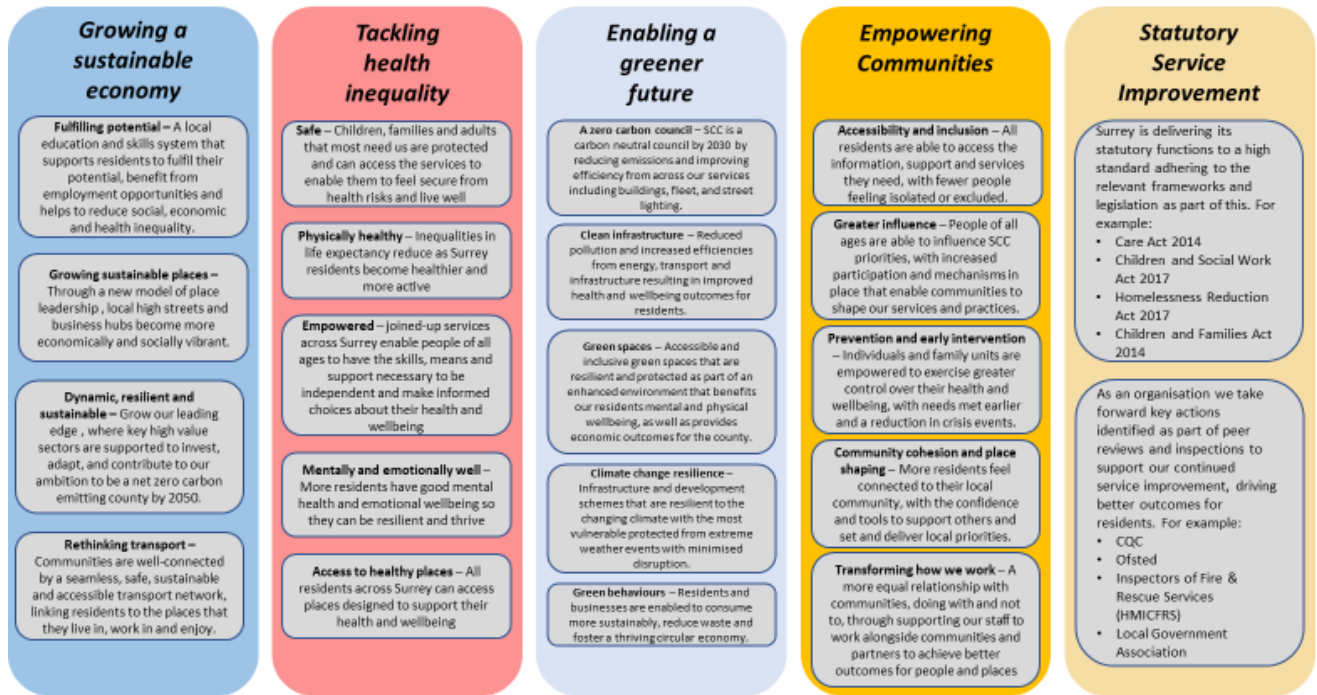 Growing a
sustainable
economy
Fulfilling potential – A local
education and skills system that
supports residents to fulfil their
potential, benefit from
employment opportunities and
helps to reduce social, economic
and health inequality.
Growing sustainable places –
Through a new model of place
leadership , local high streets and
business hubs become more
economically and socially vibrant.
Dynamic, resilient and
sustainable – Grow our leading
edge , where key high value
sectors are supported to invest,
adapt, and contribute to our
ambition to be a net zero carbon
emitting county by 2050.
Rethinking transport –
Communities are well-connected
by a seamless, safe, sustainable
and accessible transport network,
linking residents to the places that
they live in, work in and enjoy.
Tackling
health
inequality
Safe – Children, families and adults
that most need us are protected
and can access the services to
enable them to feel secure from
health risks and live well
Physically healthy – Inequalities in
life expectancy reduce as Surrey
residents become healthier and
more active
Empowered – joined-up services
across Surrey enable people of all
ages to have the skills, means and
support necessary to be
independent and make informed
choices about their health and
wellbeing
Mentally and emotionally well –
More residents have good mental
health and emotional wellbeing so
they can be resilient and thrive
Access to healthy places – All
residents across Surrey can access
places designed to support their
health and wellbeing
Enabling a
greener
future
A zero carbon council – SCC is a
carbon neutral council by 2030 by
reducing emissions and improving
efficiency from across our services
including buildings, fleet, and street
lighting.
Clean infrastructure – Reduced
pollution and increased efficiencies
from energy, transport and
infrastructure resulting in improved
health and wellbeing outcomes for
residents.
Green spaces – Accessible and
inclusive green spaces that are
resilient and protected as part of an
enhanced environment that benefits
our residents mental and physical
wellbeing, as well as provides
economic outcomes for the county.
Climate change resilience –
Infrastructure and development
schemes that are resilient to the
changing climate with the most
vulnerable protected from extreme
weather events with minimised
disruption.
Green behaviours – Residents and
businesses are enabled to consume
more sustainably, reduce waste and
foster a thriving circular economy.
Empowering
Communities
Accessibility and inclusion – All
residents are able to access the
information, support and services
they need, with fewer people
feeling isolated or excluded.
Greater influence – People of all
ages are able to influence SCC
priorities, with increased
participation and mechanisms in
place that enable communities to
shape our services and practices.
Prevention and early intervention
– Individuals and family units are
empowered to exercise greater
control over their health and
wellbeing, with needs met earlier
and a reduction in crisis events.
Community cohesion and place
shaping – More residents feel
connected to their local
community, with the confidence
and tools to support others and
set and deliver local priorities.
Transforming how we work – A
more equal relationship with
communities, doing with and not
to, through supporting our staff to
work alongside communities and
partners to achieve better
outcomes for people and places
Statutory
Service
Improvement
Surrey is delivering its
statutory functions to a high
standard adhering to the
relevant frameworks and
legislation as part of this. For
example:
• Care Act 2014
• Children and Social Work
Act 2017
• Homelessness Reduction
Act 2017
• Children and Families Act
2014
As an organisation we take
forward key actions
identified as part of peer
reviews and inspections to
support our continued
service improvement, driving
better outcomes for
residents. For example:
• CQC
• Ofsted
• Inspectors of Fire &
Rescue Services
(HMICFRS)
• Local Government
Association